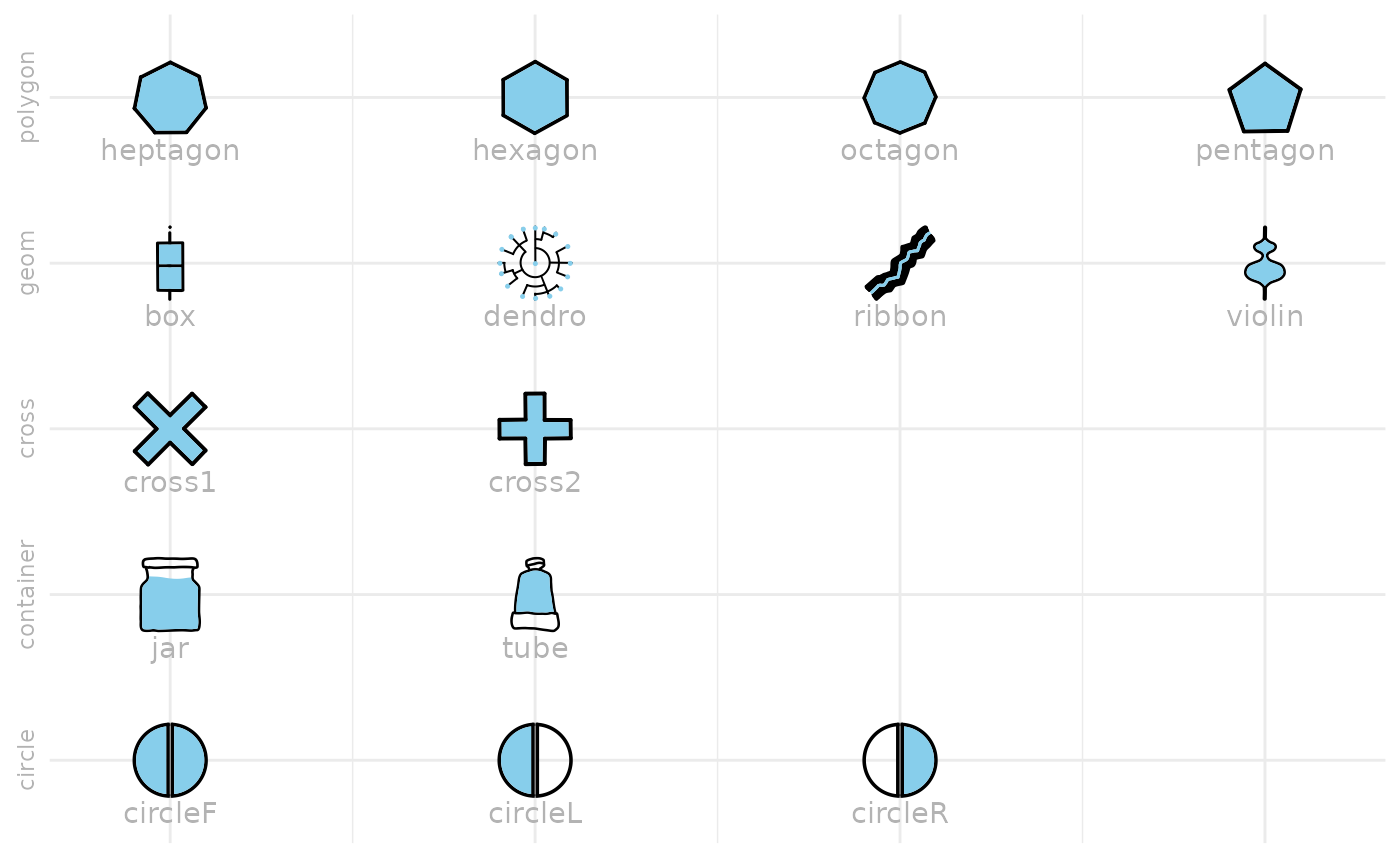 polygon
heptagon
hexagon
octagon
pentagon
geom
box
dendro
ribbon
violin
cross
cross1
cross2
container
jar
tube
circle
circleF
circleL
circleR